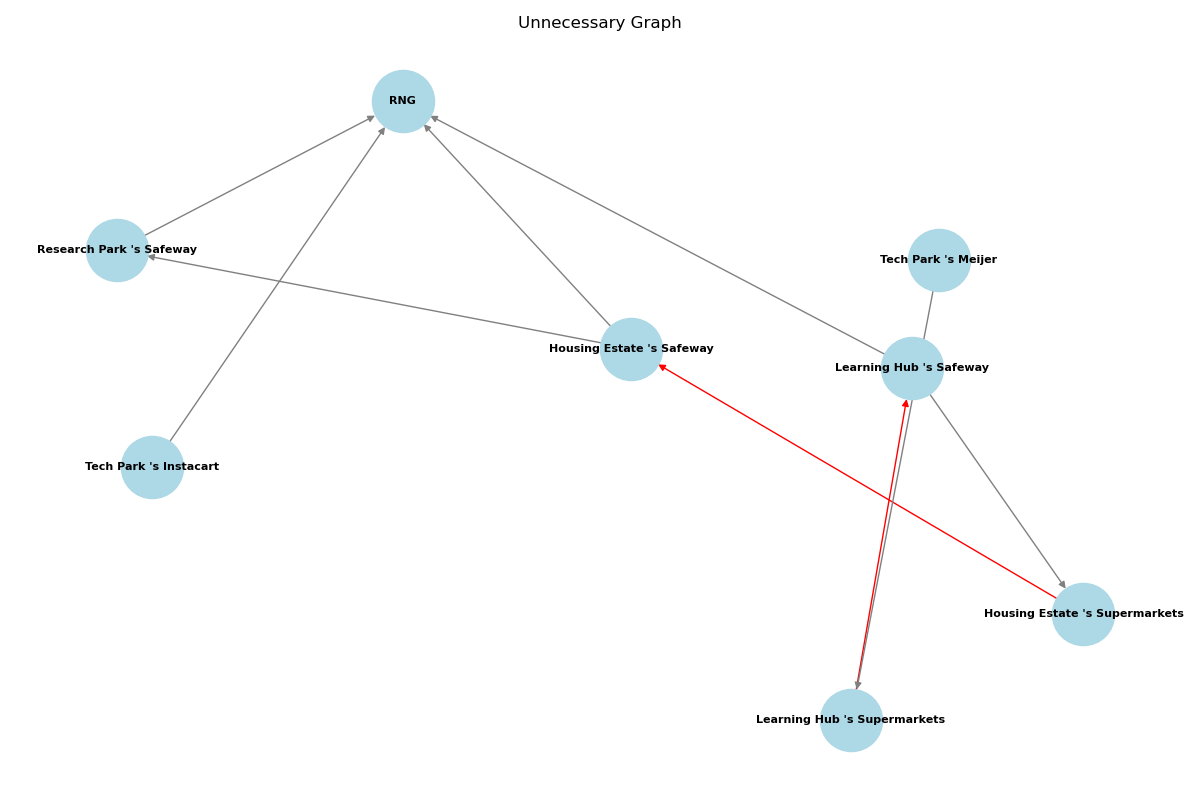 Unnecessary Graph
RNG
Research Park 's Safeway
Tech Park 's Meijer
Housing Estate 's Safeway
Learning Hub 's Safeway
Tech Park 's Instacart
Housing Estate 's Supermarkets
Learning Hub 's Supermarkets